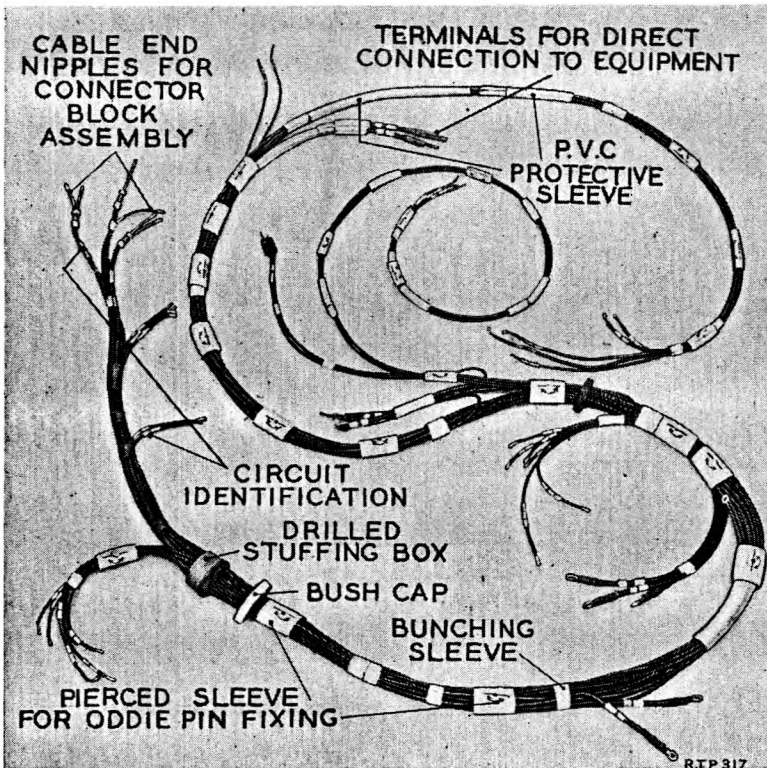 CABLE END
NIPPLES FOR
CONNECTOR
BLOCK
ASSEMBLY
TERMINALS FOR DIRECT
CONNECTION TO EQUIPMENT
P.V.C
PROTECTIVE
SLEEVE
CIRCUIT
IDENTIFICATION
DRILLED
STUFFING BOX
BUSH CAP
BUNCHING
SLEEVE
PIERCED SLEEVE
FOR ODDIE PIN FIXING
R.T.P 317